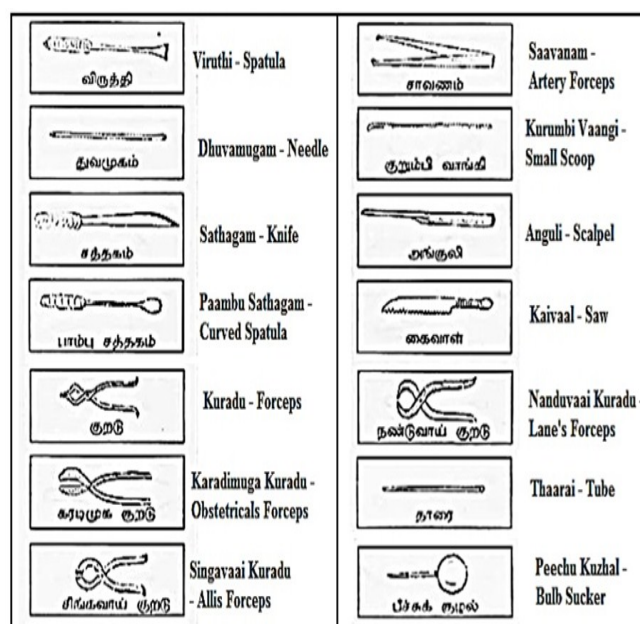 விருத்தி
Viruthi - Spatula
துவமுகம்
Dhuvamugam - Needle
சத்தகம்
Sathagam - Knife
பாம்பு சத்தகம்
Paambu Sathagam -
Curved Spatula
குறடு
Kuradu - Forceps
கரடிமுக குறடு
Karadimuga Kuradu -
Obstetricals Forceps
சிங்கவாய் குறடு
Singavaai Kuradu
- Allis Forceps
சாவணம்
Saavanam -
Artery Forceps
குறும்பி வாங்கி
Kurumbi Vaangi -
Small Scoop
அங்குலி
Anguli - Scalpel
கைவாள்
Kaivaal - Saw
நண்டுவாய் குறடு
Nanduvaai Kuradu -
Lane's Forceps
தாரை
Thaarai - Tube
பீச்சுக் குழல்
Peechu Kuzhal -
Bulb Sucker